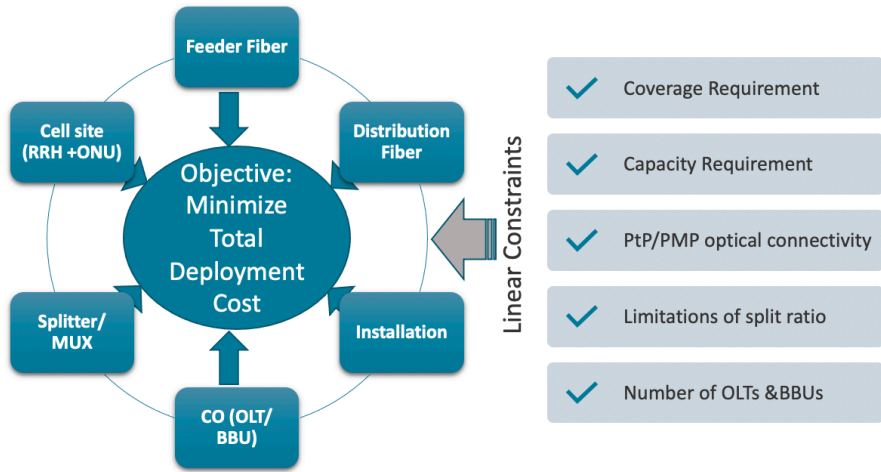 Feeder Fiber
Cell site
(RRH +ONU)
Distribution
Fiber
Objective:
Minimize
Total
Deployment
Cost
Splitter/
MUX
Installation
CO (OLT/
BBU)
Linear Constraints
Coverage Requirement
Capacity Requirement
PtP/PMP optical connectivity
Limitations of split ratio
Number of OLTs &BBUs